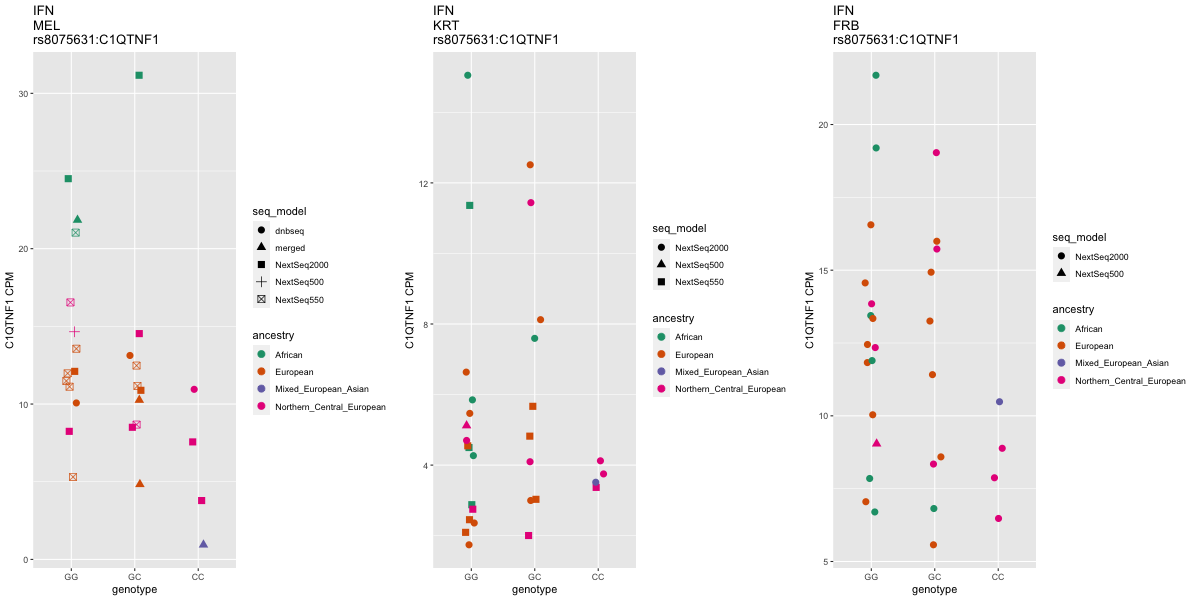 IFN
MEL
rs8075631:C1QTNF1
C1QTNF1 CPM
30
20
10
0
GG
GC
CC
genotype
seq_model
dnbseq
merged
NextSeq2000
NextSeq500
NextSeq550
ancestry
African
European
Mixed_European_Asian
Northern_Central_European
IFN
KRT
rs8075631:C1QTNF1
C1QTNF1 CPM
12
8
4
GG
GC
CC
genotype
seq_model
NextSeq2000
NextSeq500
NextSeq550
ancestry
African
European
Mixed_European_Asian
Northern_Central_European
IFN
FRB
rs8075631:C1QTNF1
C1QTNF1 CPM
20
15
10
5
GG
GC
CC
genotype
seq_model
NextSeq2000
NextSeq500
ancestry
African
European
Mixed_European_Asian
Northern_Central_European